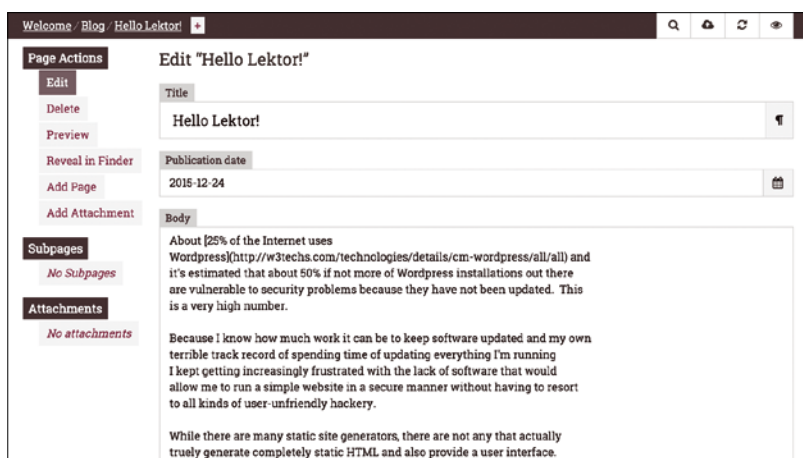 Welcome / Blog / Hello Lektor! +
Page Actions
Edit
Delete
Preview
Reveal in Finder
Add Page
Add Attachment
Subpages
No Subpages
Attachments
No attachments
Edit "Hello Lektor!"
Title
Hello Lektor!
¶
Publication date
2015-12-24
Body
About [25% of the Internet uses
Wordpress](http://w3techs.com/technologies/details/cm-wordpress/all/all) and
it's estimated that about 50% if not more of Wordpress installations out there
are vulnerable to security problems because they have not been updated.  This
is a very high number.
Because I know how much work it can be to keep software updated and my own
terrible track record of spending time of updating everything I'm running
I kept getting increasingly frustrated with the lack of software that would
allow me to run a simple website in a secure manner without having to resort
to all kinds of user-unfriendly hackery.
While there are many static site generators, there are not any that actually
truely generate completely static HTML and also provide a user interface.